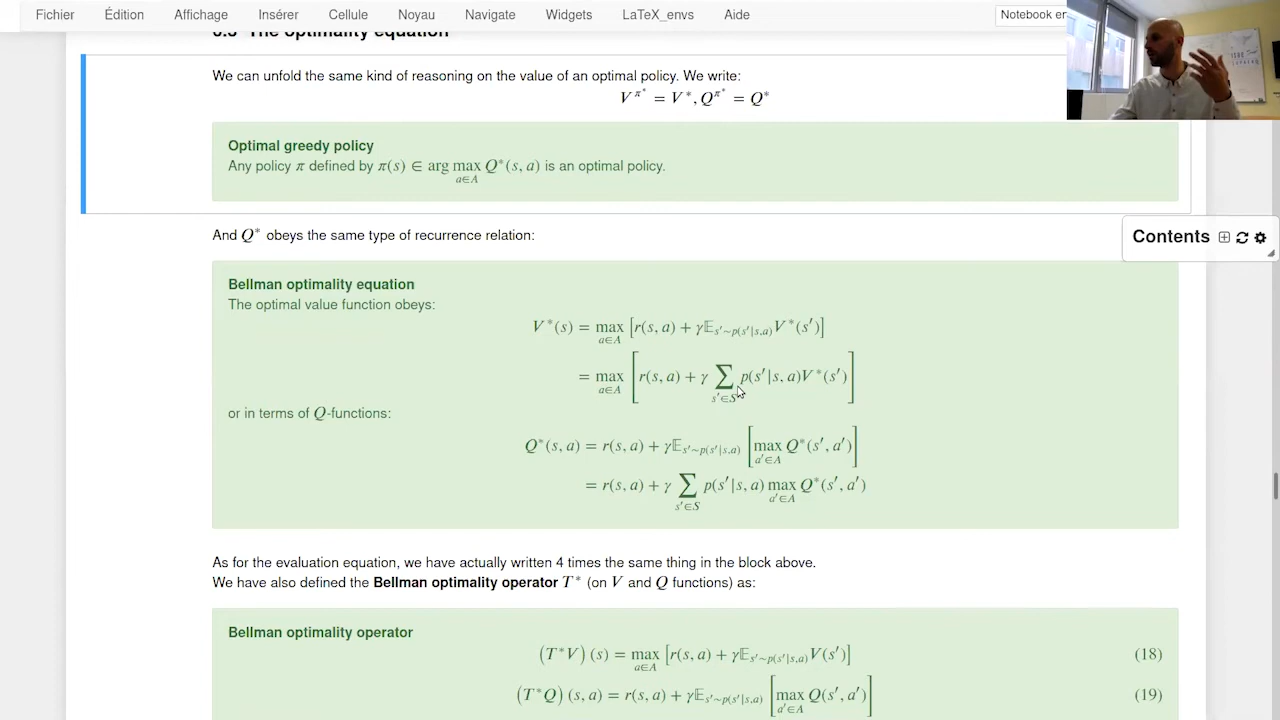 Fichier Édition Affichage Insérer Cellule Noyau Navigate Widgets LaTeX_envs Aide
Notebook en
The optimality equation
We can unfold the same kind of reasoning on the value of an optimal policy. We write:
V^{π*} = V*, Q^{π*} = Q*
Optimal greedy policy
Any policy π defined by π(s) ∈ arg max_{a∈A} Q*(s, a) is an optimal policy.
Contents
And Q* obeys the same type of recurrence relation:
Bellman optimality equation
The optimal value function obeys:
V*(s) = max_{a∈A} [r(s, a) + γ𝔼_{s′∼p(s′|s,a)} V*(s′)]
= max_{a∈A} [r(s, a) + γ ∑_{s′∈S} p(s′|s, a)V*(s′)]
or in terms of Q-functions:
Q*(s, a) = r(s, a) + γ𝔼_{s′∼p(s′|s,a)} [max_{a′∈A} Q*(s′, a′)]
= r(s, a) + γ ∑_{s′∈S} p(s′|s, a) max_{a′∈A} Q*(s′, a′)
As for the evaluation equation, we have actually written 4 times the same thing in the block above.
We have also defined the Bellman optimality operator T* (on V and Q functions) as:
Bellman optimality operator
(T*V) (s) = max_{a∈A} [r(s, a) + γ𝔼_{s′∼p(s′|s,a)} V(s′)] (18)
(T*Q) (s, a) = r(s, a) + γ𝔼_{s′∼p(s′|s,a)} [max_{a′∈A} Q(s′, a′)] (19)